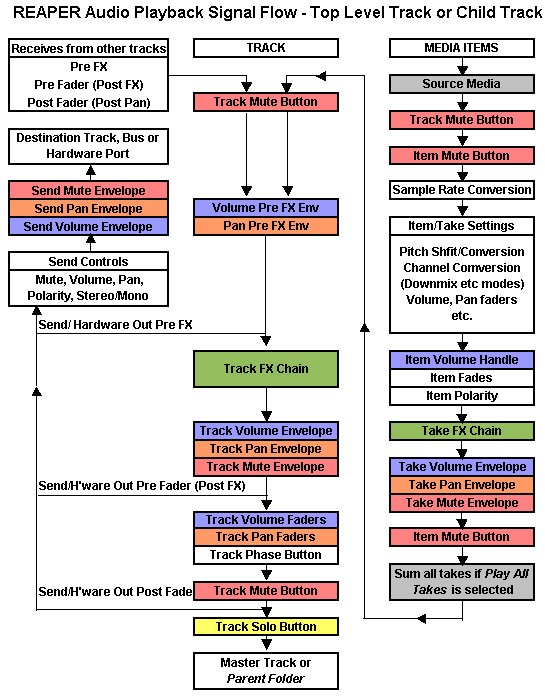 REAPER Audio Playback Signal Flow - Top Level Track or Child Track
Receives from other tracks
Pre FX
Pre Fader (Post FX)
Post Fader (Post Pan)
Destination Track, Bus or
Hardware Port
Send Mute Envelope
Send Pan Envelope
Send Volume Envelope
Send Controls
Mute, Volume, Pan,
Polarity, Stereo/Mono
Send/ Hardware Out Pre FX
Send/H'ware Out Pre Fader (Post FX)
Send/H'ware Out Post Fade
TRACK
Track Mute Button
Volume Pre FX Env
Pan Pre FX Env
Track FX Chain
Track Volume Envelope
Track Pan Envelope
Track Mute Envelope
Track Volume Faders
Track Pan Faders
Track Phase Button
Track Mute Button
Track Solo Button
Master Track or
Parent Folder
MEDIA ITEMS
Source Media
Track Mute Button
Item Mute Button
Sample Rate Conversion
Item/Take Settings
Pitch Shfit/Conversion
Channel Comversion
(Downmix etc modes)
Volume, Pan faders
etc.
Item Volume Handle
Item Fades
Item Polarity
Take FX Chain
Take Volume Envelope
Take Pan Envelope
Take Mute Envelope
Item Mute Button
Sum all takes if Play All
Takes is selected